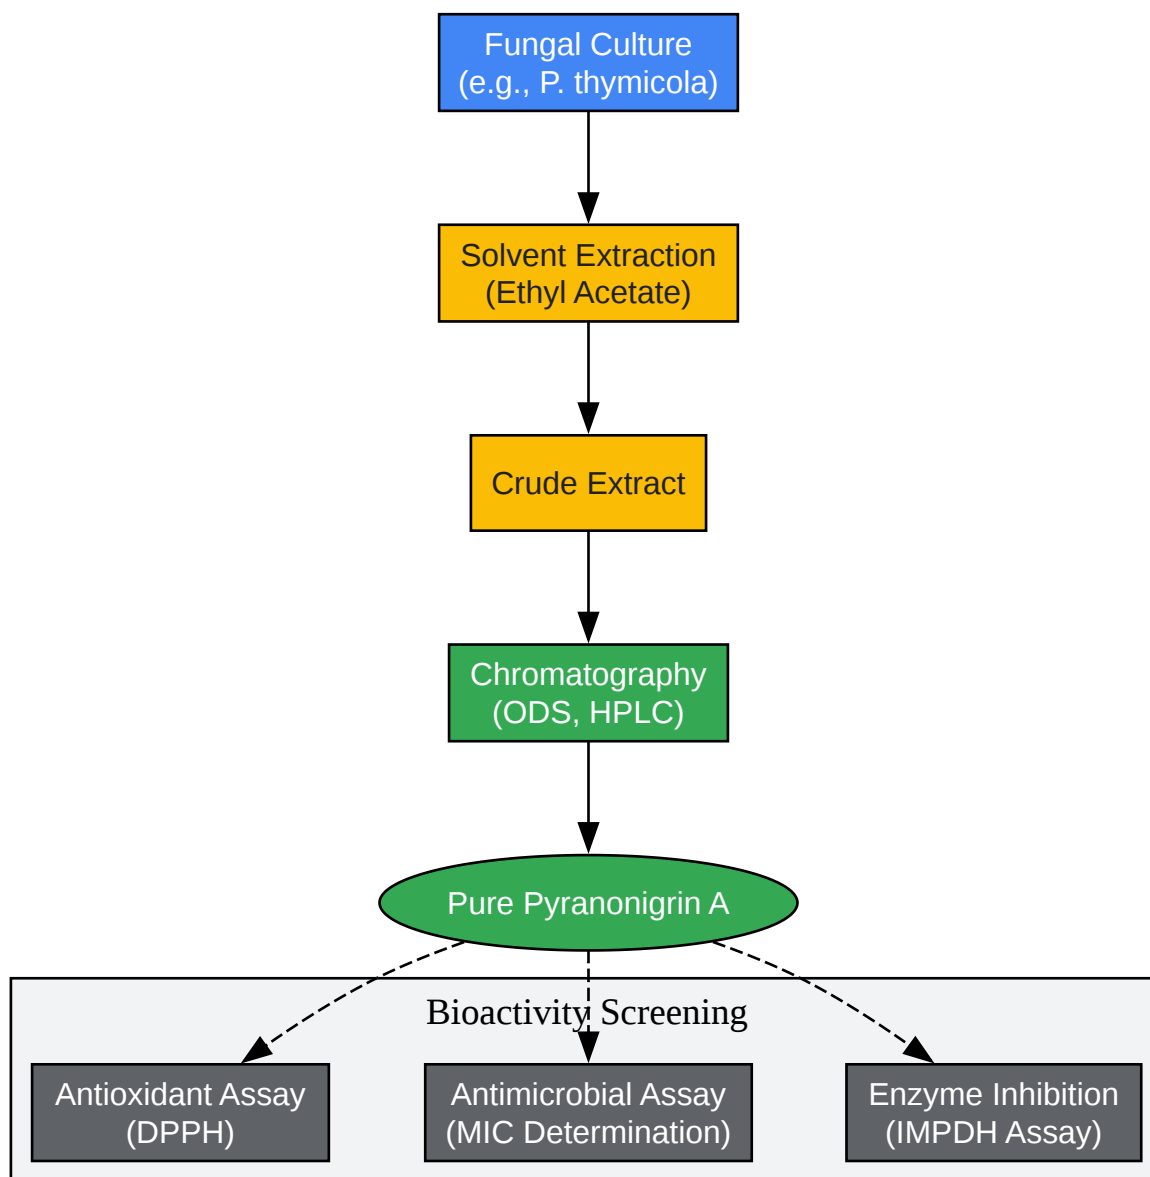 Fungal Culture
(e.g., P. thymicola)
Solvent Extraction
(Ethyl Acetate)
Crude Extract
Chromatography
(ODS, HPLC)
Pure Pyranonigrin A
Bioactivity Screening
Antioxidant Assay
(DPPH)
Antimicrobial Assay
(MIC Determination)
Enzyme Inhibition
(IMPDH Assay)